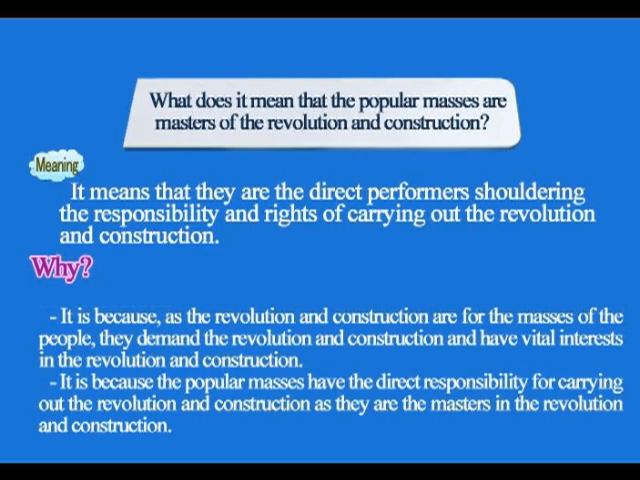 What does it mean that the popular masses are
masters of the revolution and construction?
Meaning
It means that they are the direct performers shouldering
the responsibility and rights of carrying out the revolution
and construction.
Why?
- It is because, as the revolution and construction are for the masses of the
people, they demand the revolution and construction and have vital interests
in the revolution and construction.
- It is because the popular masses have the direct responsibility for carrying
out the revolution and construction as they are the masters in the revolution
and construction.